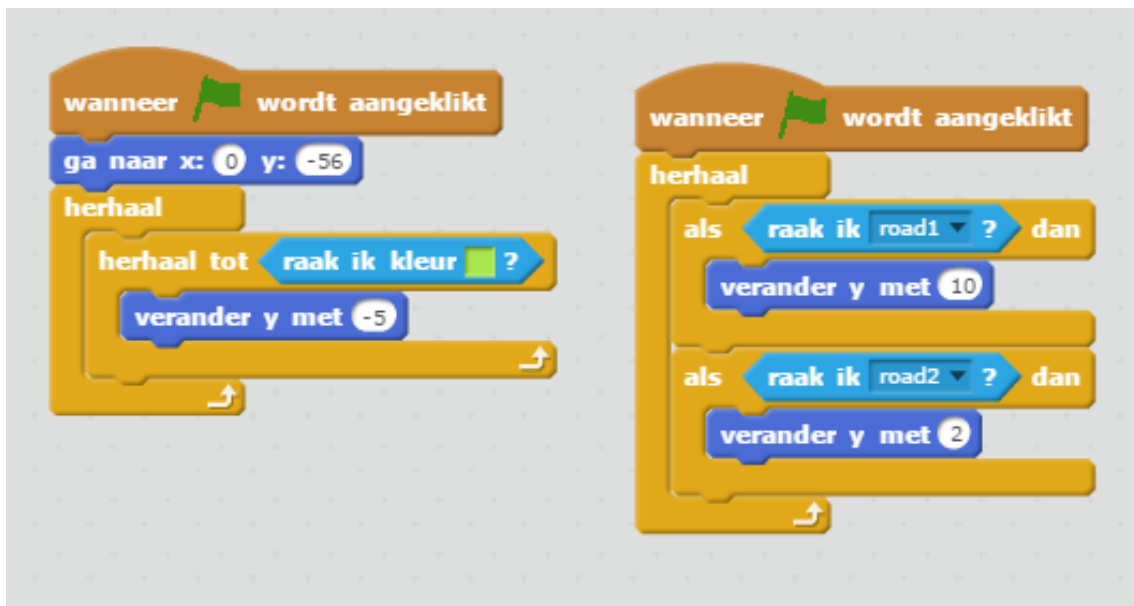 wanneer wordt aangeklikt
ga naar x: 0 y: -56
herhaal
herhaal tot raak ik kleur ?
verander y met -5
wanneer wordt aangeklikt
herhaal
als raak ik road1 ? dan
verander y met 10
als raak ik road2 ? dan
verander y met 2